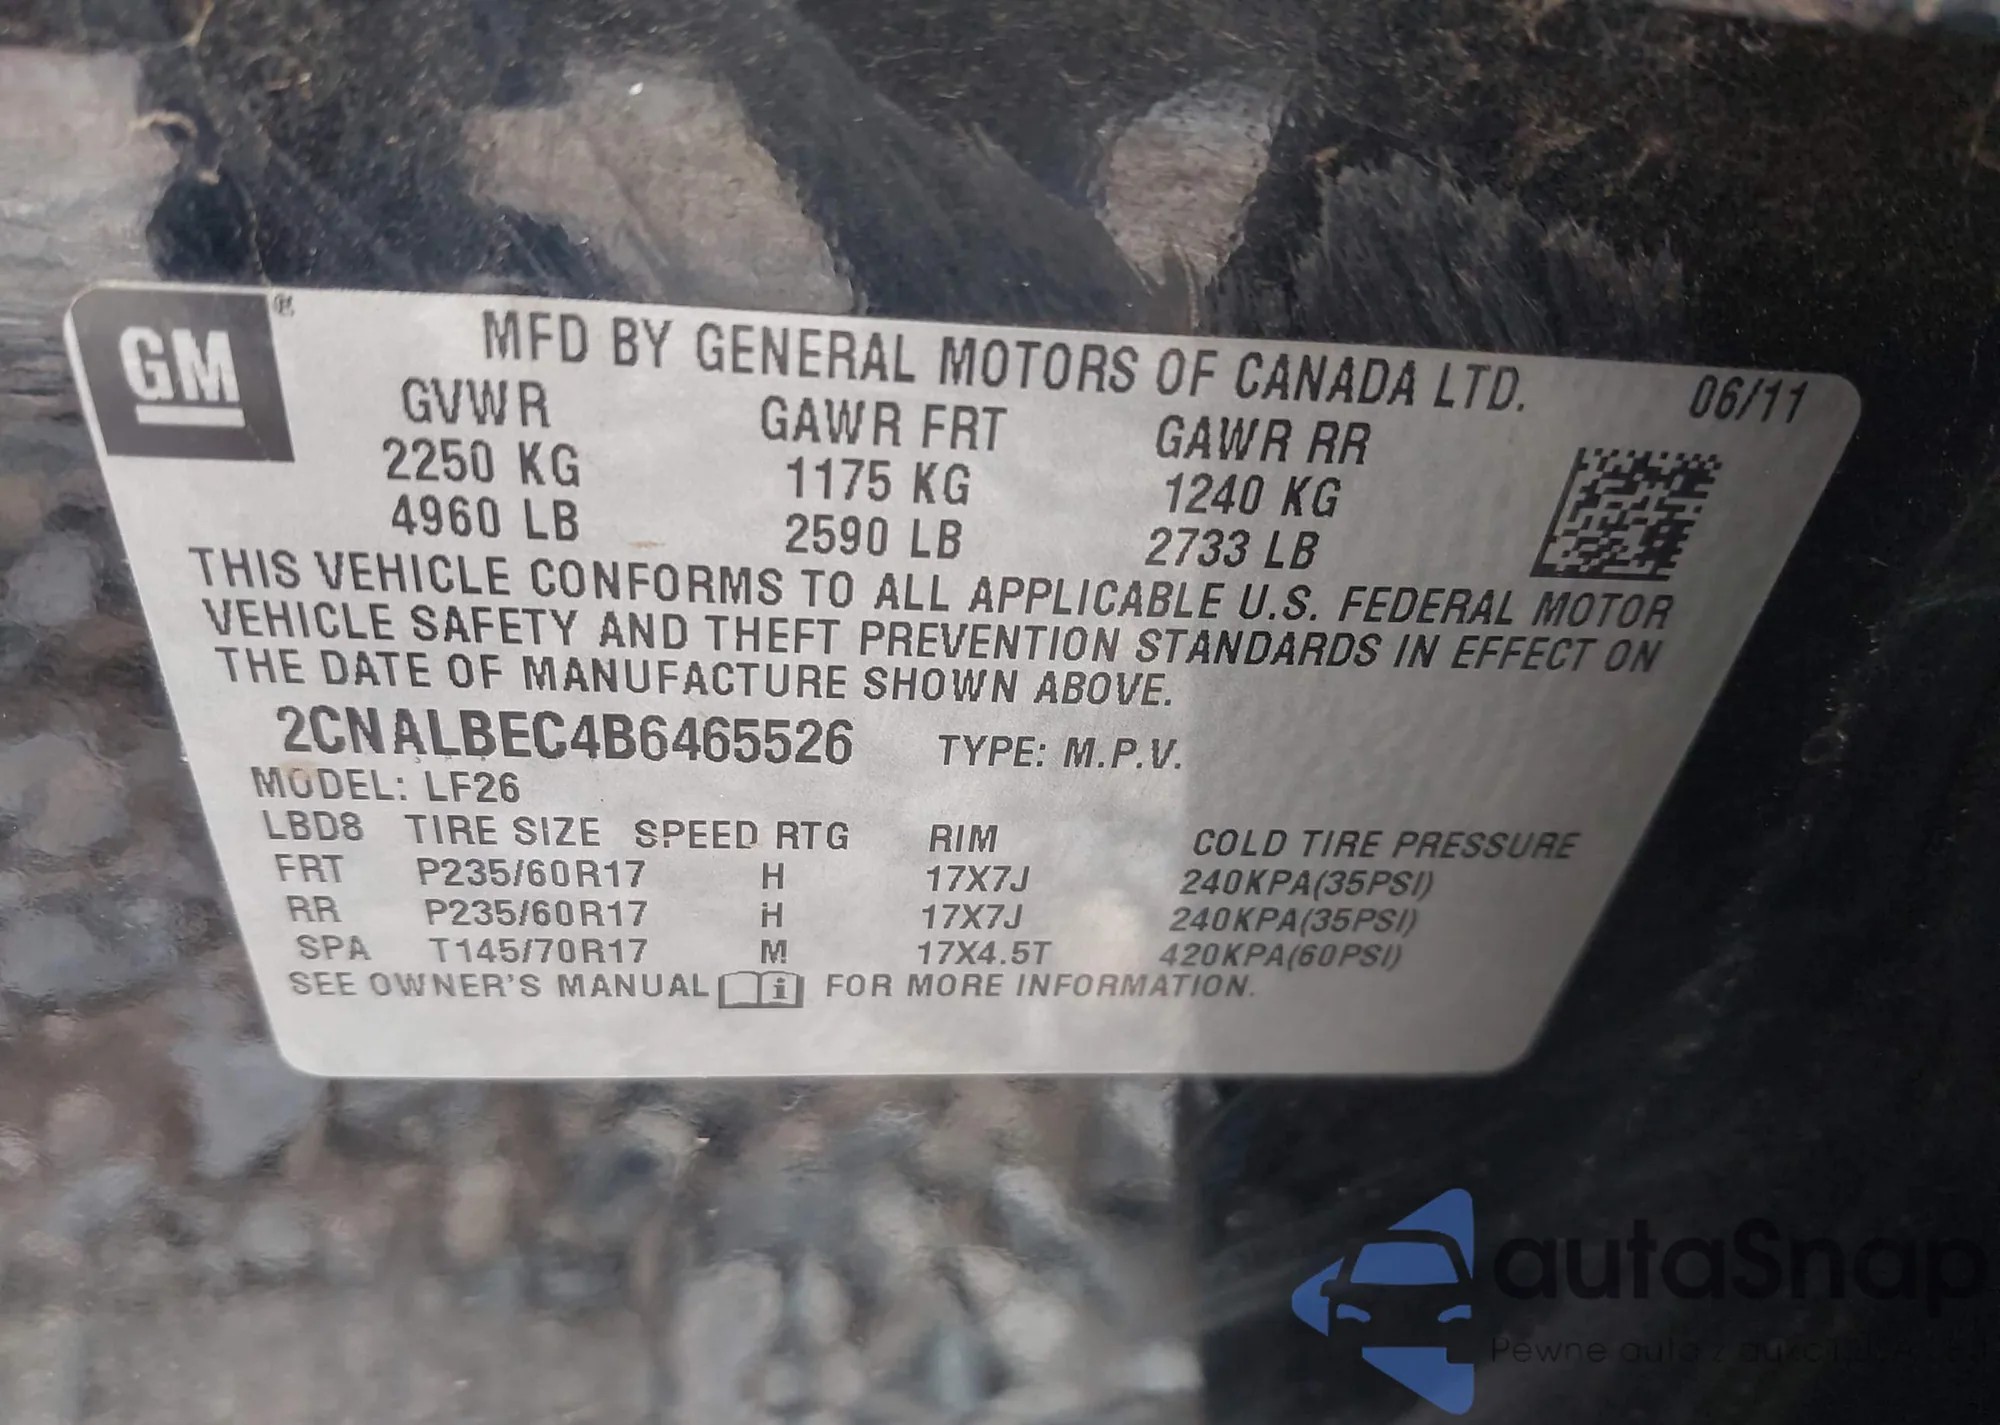 GM ®
MFD BY GENERAL MOTORS OF CANADA LTD.
06/11
GVWR GAWR FRT GAWR RR
2250 KG 1175 KG 1240 KG
4960 LB 2590 LB 2733 LB
THIS VEHICLE CONFORMS TO ALL APPLICABLE U.S. FEDERAL MOTOR
VEHICLE SAFETY AND THEFT PREVENTION STANDARDS IN EFFECT ON
THE DATE OF MANUFACTURE SHOWN ABOVE.
2CNALBEC4B6465526 TYPE: M.P.V.
MODEL: LF26
LBD8 TIRE SIZE SPEED RTG RIM COLD TIRE PRESSURE
FRT P235/60R17 H 17X7J 240KPA(35PSI)
RR P235/60R17 H 17X7J 240KPA(35PSI)
SPA T145/70R17 M 17X4.5T 420KPA(60PSI)
SEE OWNER'S MANUAL i FOR MORE INFORMATION.
autaSnap
Pewne auto z